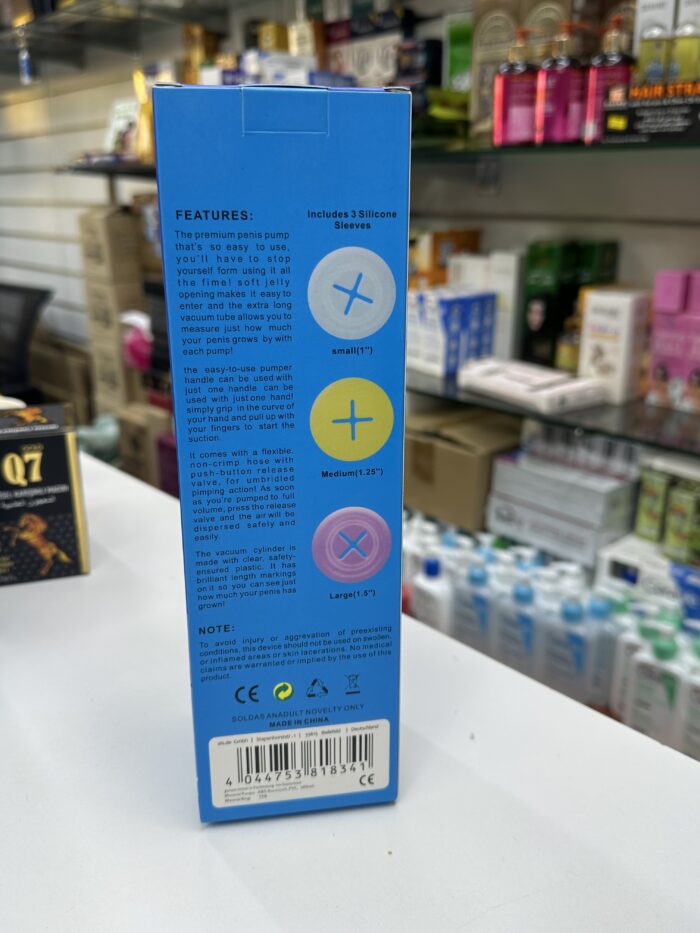 FEATURES:
The premium penis pump
that's so easy to use,
you'll have to stop
yourself form using it all
the fime! soft jelly
opening makes it easy to
enter and the extra long
vacuum tube allows you to
measure just how much
your penis grows by with
each pump!
the easy-to-use pumper
handle can be used with
just one handle can be
used with just one hand!
simply grip in the curve of
your hand and pull up with
your fingers to start the
suction.
It comes with a flexible,
non-crimp hose with
push-button release
valve, for umbridled
pimping action! As soon
as you're pumped to full
volume, press the release
valve and the air will be
dispersed safely and
easily.
The vacuum cylinder is
made with clear, safety-
ensured plastic. It has
brilliant length markings
on it so you can see just
how much your penis has
grown!
Includes 3 Silicone
Sleeves
small(1")
Medium(1.25")
Large(1.5")
NOTE:
To avoid injury or aggrevation of preexisting
conditions, this device should not be used on swollen,
or inflamed areas or skin lacerations. No medical
claims are warranted or implied by the use of this
product.
CE
SOLDAS ANADULT NOVELTY ONLY
MADE IN CHINA
GmbH | Bielefeld | Deutschland
4 044753 818341
CE
Q7
HAIR STRA